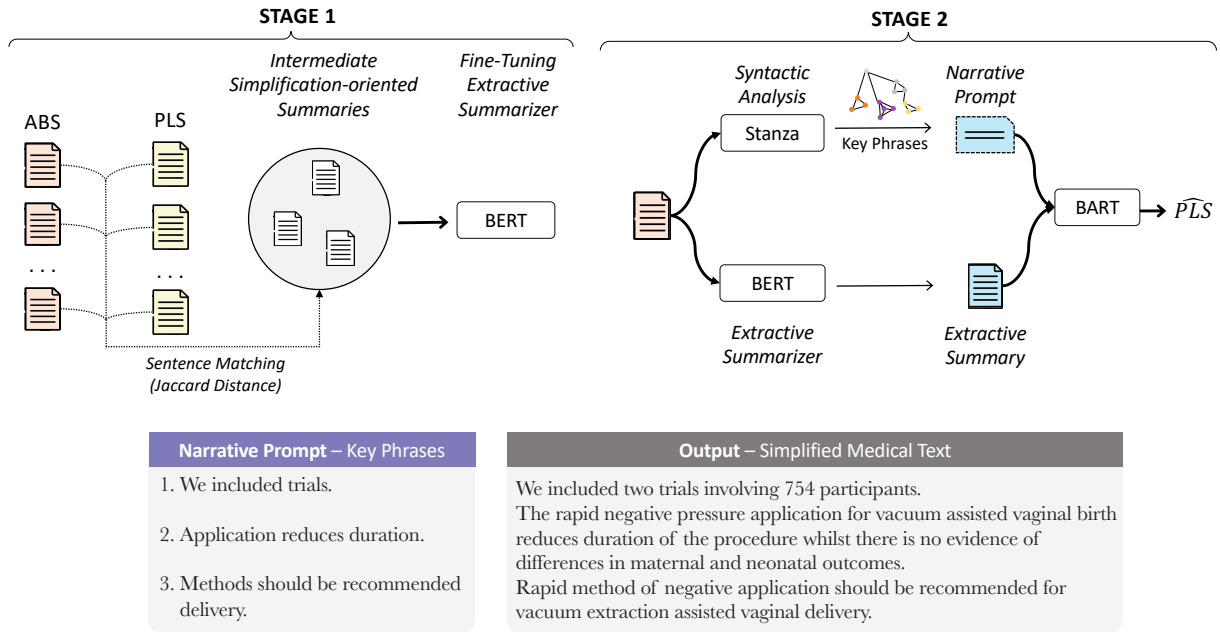 STAGE 1
Intermediate
Simplification-oriented
Summaries
Fine-Tuning
Extractive
Summarizer
ABS
PLS
. . .
. . .
BERT
Sentence Matching
(Jaccard Distance)
STAGE 2
Syntactic
Analysis
Narrative
Prompt
Stanza
Key Phrases
BART
$\widehat{PLS}$
BERT
Extractive
Summarizer
Extractive
Summary
Narrative Prompt – Key Phrases
1. We included trials.
2. Application reduces duration.
3. Methods should be recommended
delivery.
Output – Simplified Medical Text
We included two trials involving 754 participants.
The rapid negative pressure application for vacuum assisted vaginal birth
reduces duration of the procedure whilst there is no evidence of
differences in maternal and neonatal outcomes.
Rapid method of negative application should be recommended for
vacuum extraction assisted vaginal delivery.